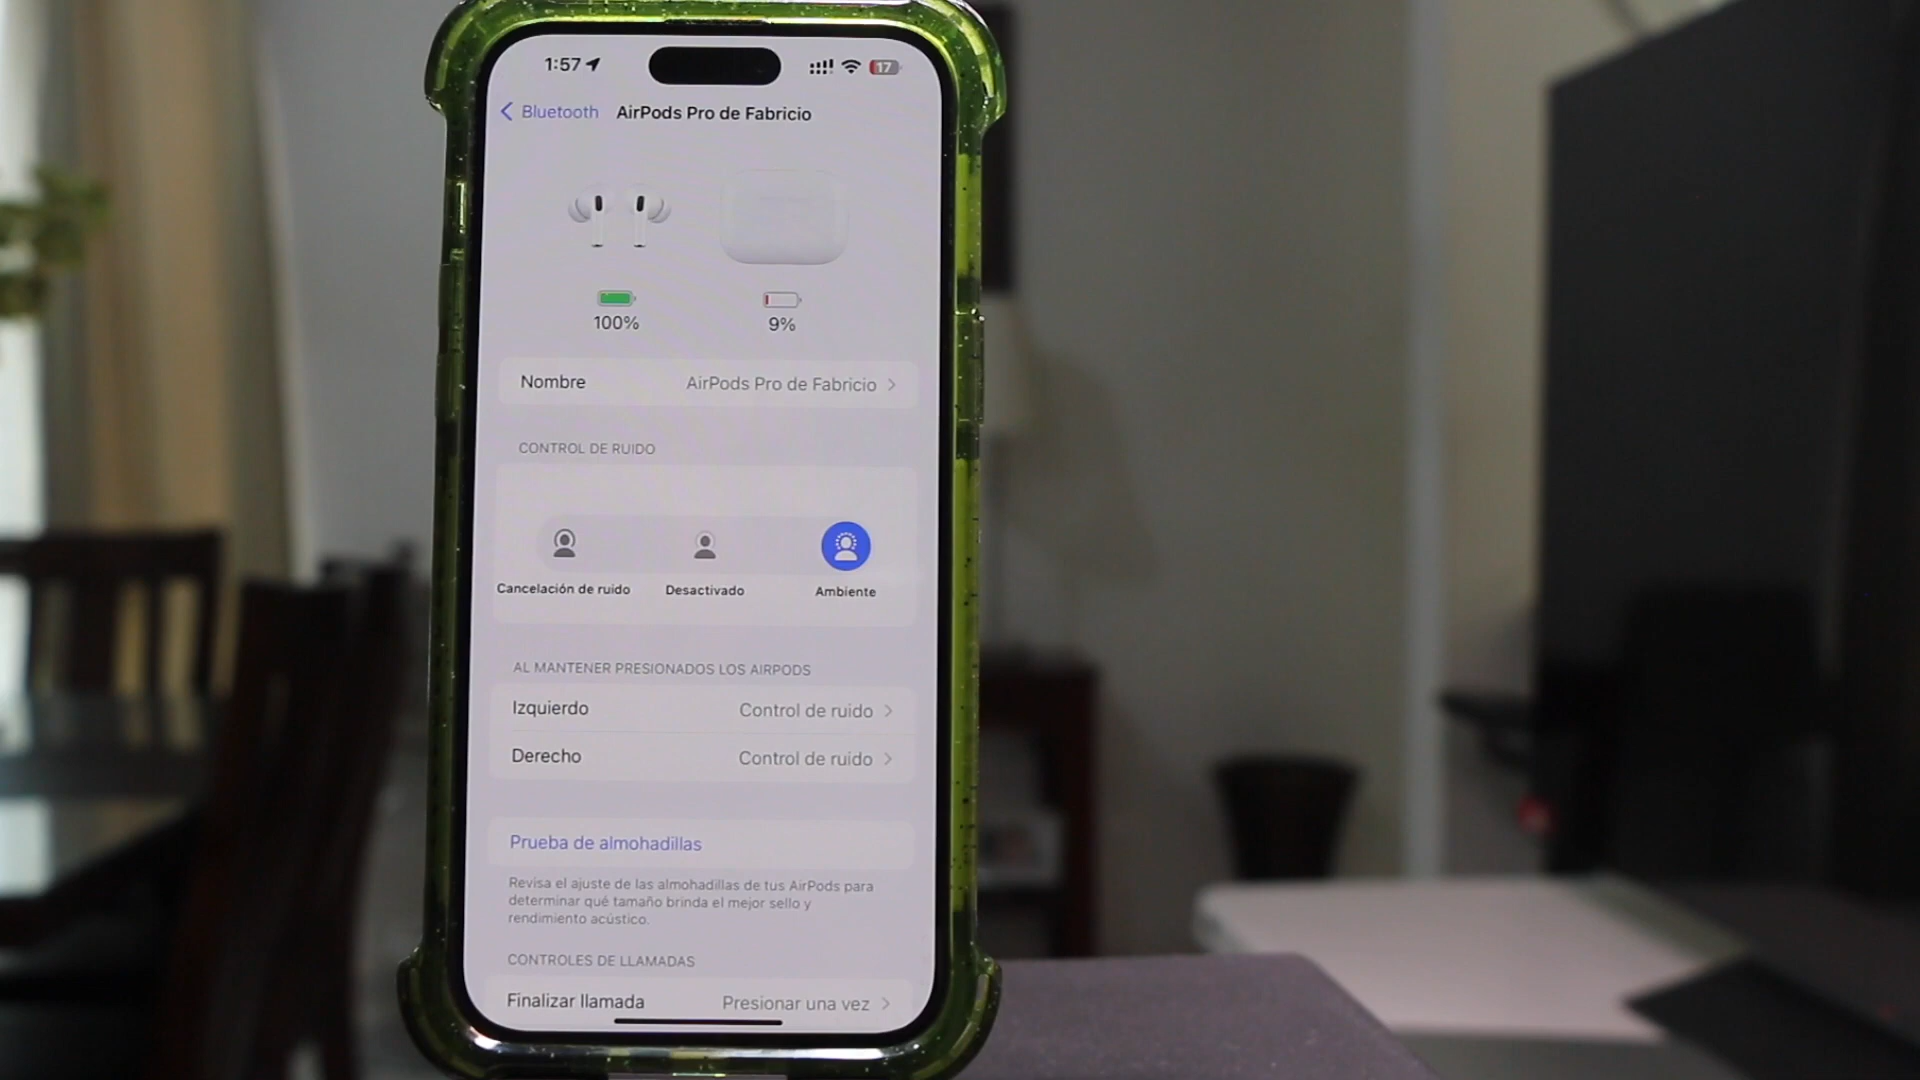 1:57
17
Bluetooth
AirPods Pro de Fabricio
100%
9%
Nombre
AirPods Pro de Fabricio
CONTROL DE RUIDO
Cancelación de ruido
Desactivado
Ambiente
AL MANTENER PRESIONADOS LOS AIRPODS
Izquierdo
Control de ruido
Derecho
Control de ruido
Prueba de almohadillas
Revisa el ajuste de las almohadillas de tus AirPods para
determinar qué tamaño brinda el mejor sello y
rendimiento acústico.
CONTROLES DE LLAMADAS
Finalizar llamada
Presionar una vez